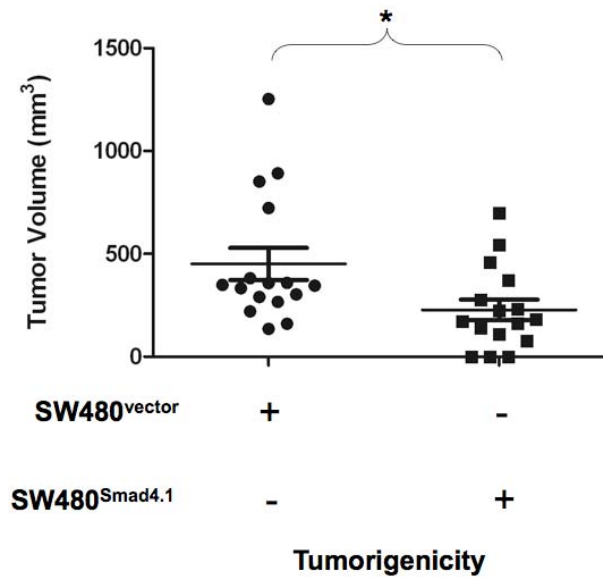 *
1500
1000
500
0
Tumor Volume (mm³)
SW480vector + -
SW480Smad4.1 - +
Tumorigenicity